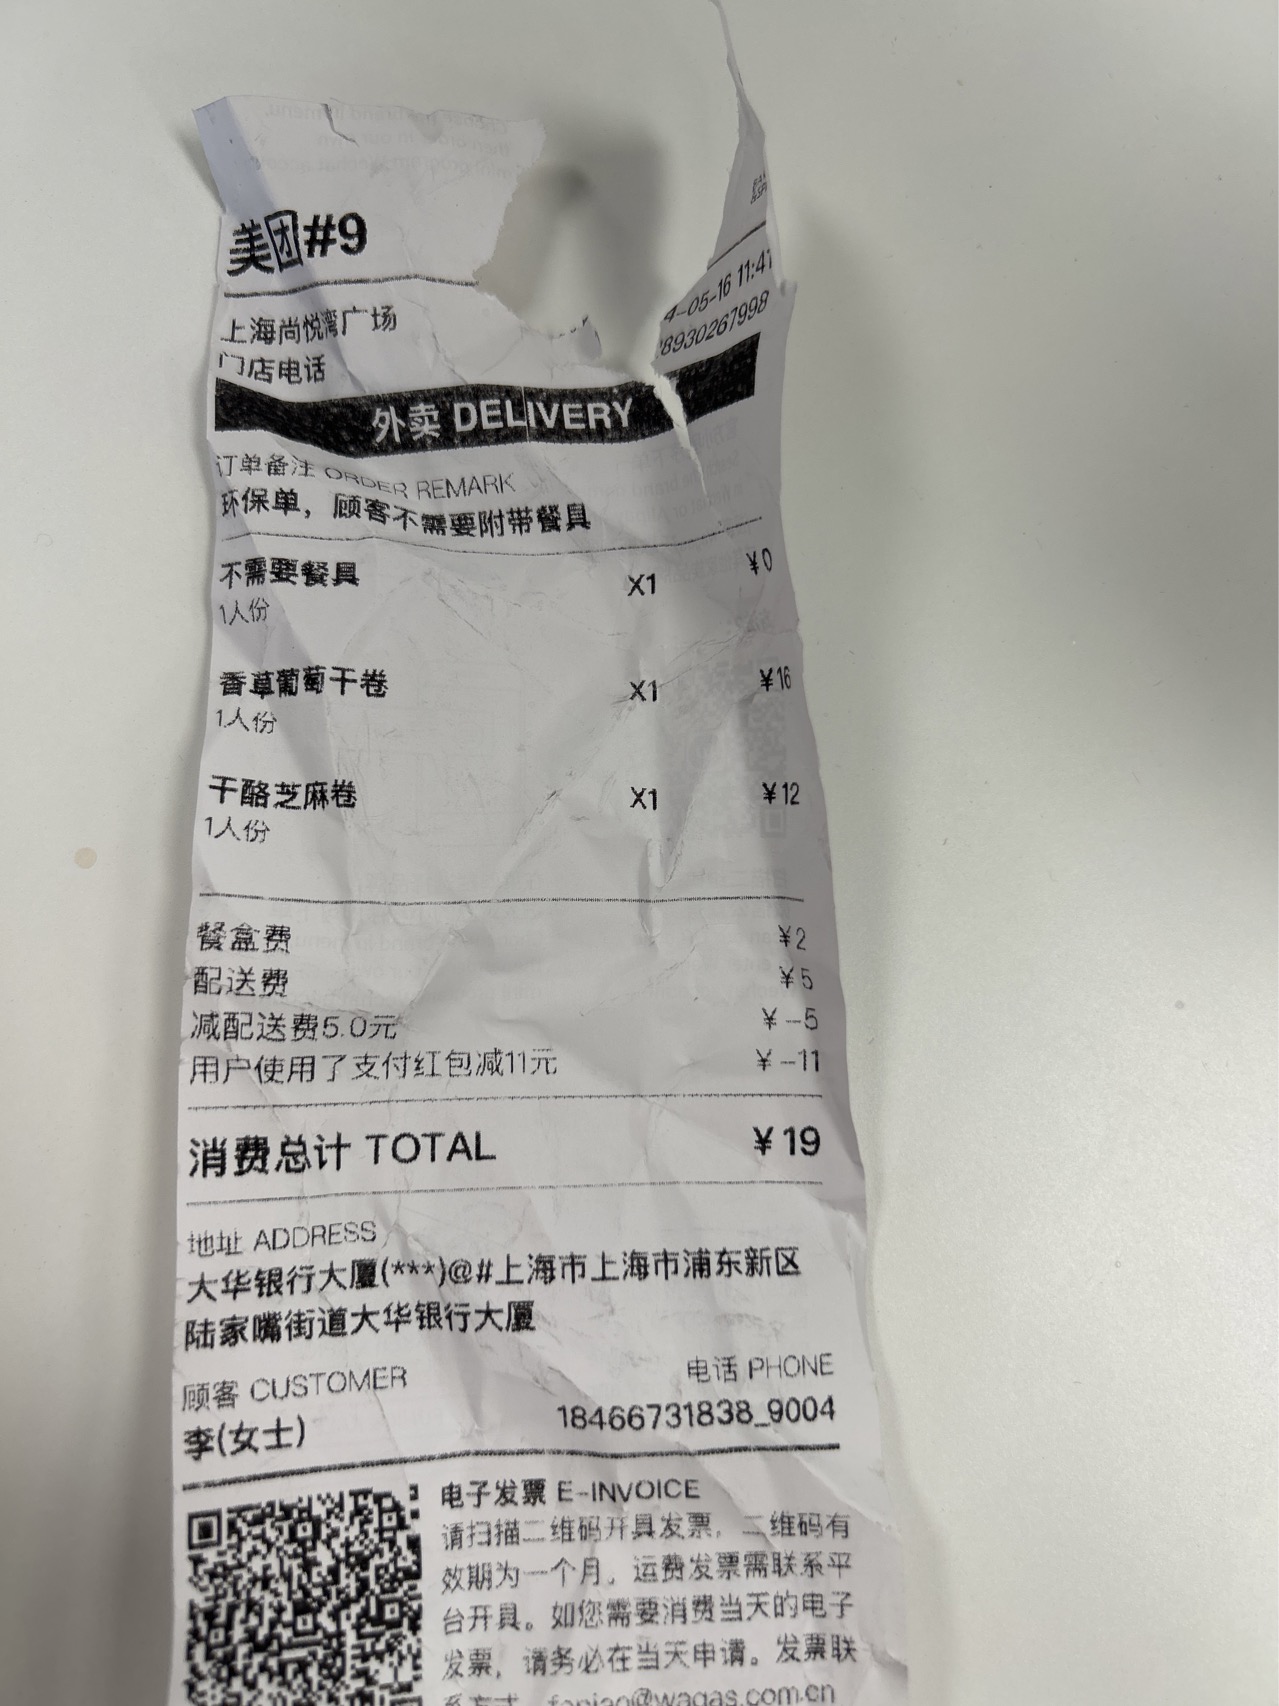 美团#9
上海尚悦湾广场
4-05-16 11:41
门店电话
8930267998
外卖 DELIVERY
订单备注 ORDER REMARK
环保单，顾客不需要附带餐具
不需要餐具 X1 ¥0
1人份
香草葡萄干卷 X1 ¥16
1人份
干酪芝麻卷 X1 ¥12
1人份
餐盒费 ¥2
配送费 ¥5
减配送费5.0元 ¥-5
用户使用了支付红包减11元 ¥-11
消费总计 TOTAL ¥19
地址 ADDRESS
大华银行大厦(***)@#上海市上海市浦东新区
陆家嘴街道大华银行大厦
顾客 CUSTOMER 电话 PHONE
李(女士) 18466731838_9004
电子发票 E-INVOICE
请扫描二维码开具发票，二维码有
效期为一个月。运费发票需联系平
台开具。如您需要消费当天的电子
发票，请务必在当天申请。发票联
系方式 fapiao@wagas.com.cn